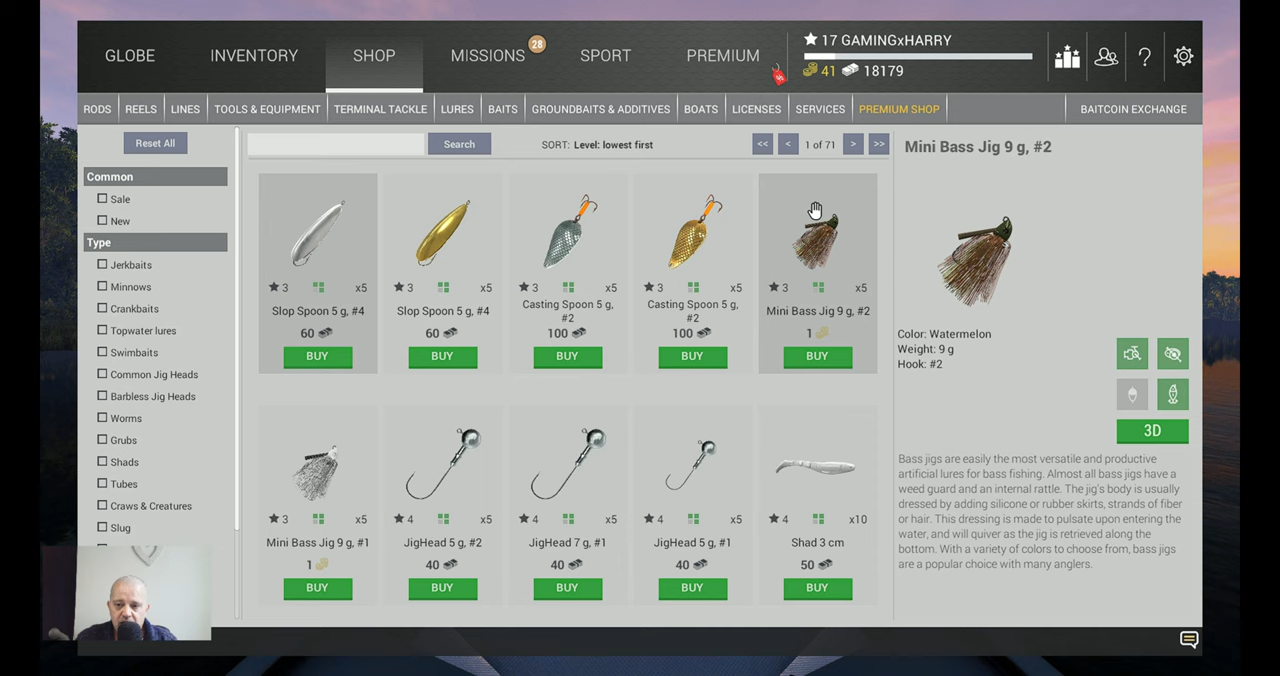 GLOBE
INVENTORY
SHOP
MISSIONS
28
SPORT
PREMIUM
17 GAMINGxHARRY
41 18179
?
RODS
REELS
LINES
TOOLS & EQUIPMENT
TERMINAL TACKLE
LURES
BAITS
GROUNDBAITS & ADDITIVES
BOATS
LICENSES
SERVICES
PREMIUM SHOP
BAITCOIN EXCHANGE
Reset All
Common
Sale
New
Type
Jerkbaits
Minnows
Crankbaits
Topwater lures
Swimbaits
Common Jig Heads
Barbless Jig Heads
Worms
Grubs
Shads
Tubes
Craws & Creatures
Slug
Search
SORT: Level: lowest first
<< < 1 of 71 > >>
3 x5
Slop Spoon 5 g, #4
60
BUY
3 x5
Slop Spoon 5 g, #4
60
BUY
3 x5
Casting Spoon 5 g,
#2
100
BUY
3 x5
Casting Spoon 5 g,
#2
100
BUY
3 x5
Mini Bass Jig 9 g, #2
1
BUY
3 x5
Mini Bass Jig 9 g, #1
1
BUY
4 x5
JigHead 5 g, #2
40
BUY
4 x5
JigHead 7 g, #1
40
BUY
4 x5
JigHead 5 g, #1
40
BUY
4 x10
Shad 3 cm
50
BUY
Mini Bass Jig 9 g, #2
Color: Watermelon
Weight: 9 g
Hook: #2
3D
Bass jigs are easily the most versatile and productive
artificial lures for bass fishing. Almost all bass jigs have a
weed guard and an internal rattle. The jig's body is usually
dressed by adding silicone or rubber skirts, strands of fiber
or hair. This dressing is made to pulsate upon entering the
water, and will quiver as the jig is retrieved along the
bottom. With a variety of colors to choose from, bass jigs
are a popular choice with many anglers.